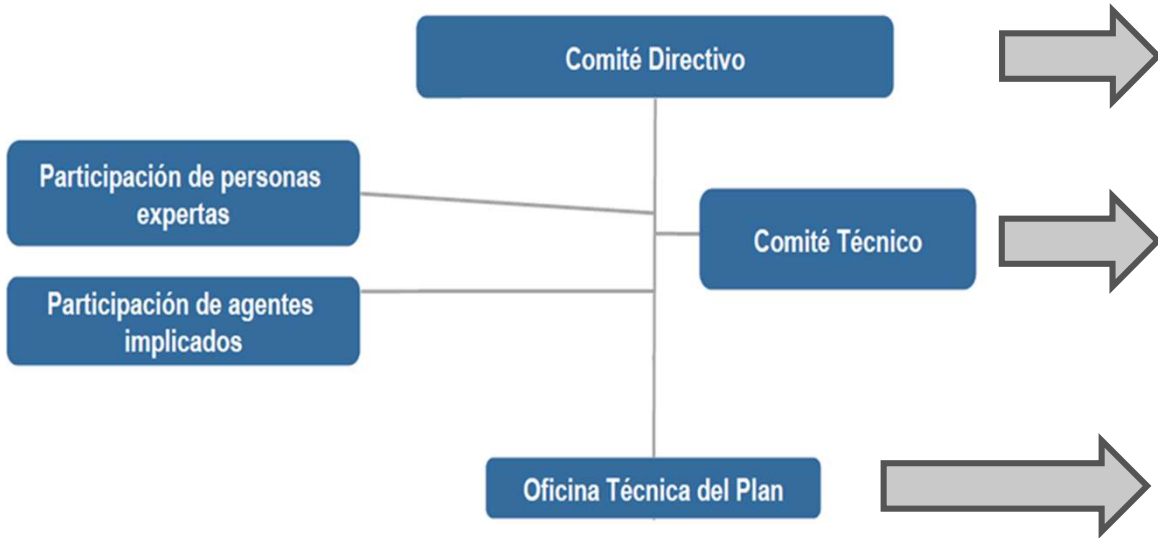 Comité Directivo
Participación de personas
expertas
Comité Técnico
Participación de agentes
implicados
Oficina Técnica del Plan